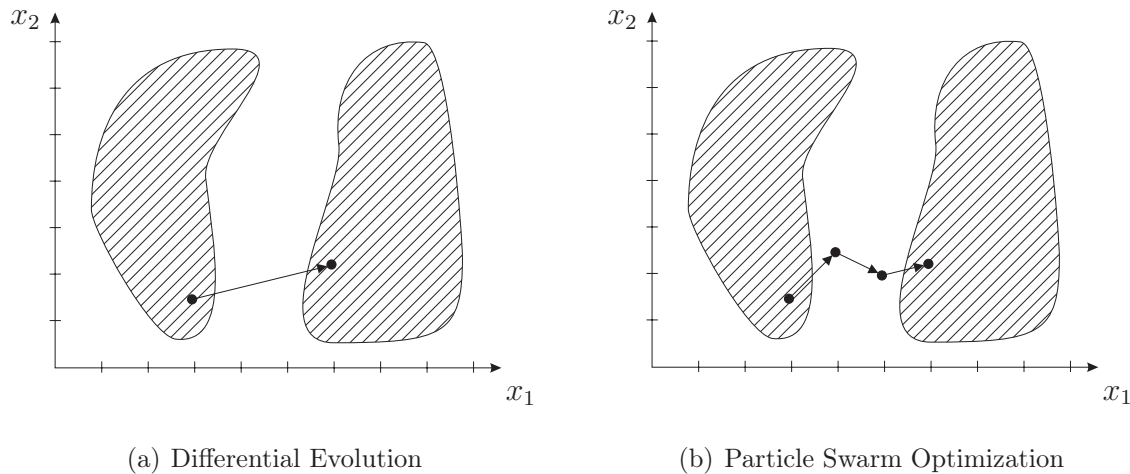 x₂
x₂
x₁
x₁
(a) Differential Evolution
(b) Particle Swarm Optimization